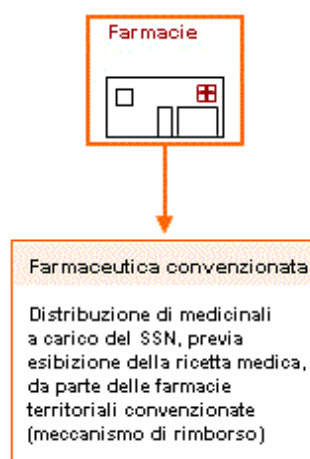 Farmacie
Farmaceutica convenzionata
Distribuzione di medicinali
a carico del SSN, previa
esibizione della ricetta medica,
da parte delle farmacie
territoriali convenzionate
(meccanismo di rimborso)